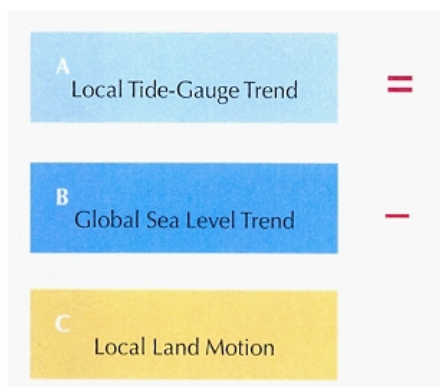 A
Local Tide-Gauge Trend
=
B
Global Sea Level Trend
–
C
Local Land Motion